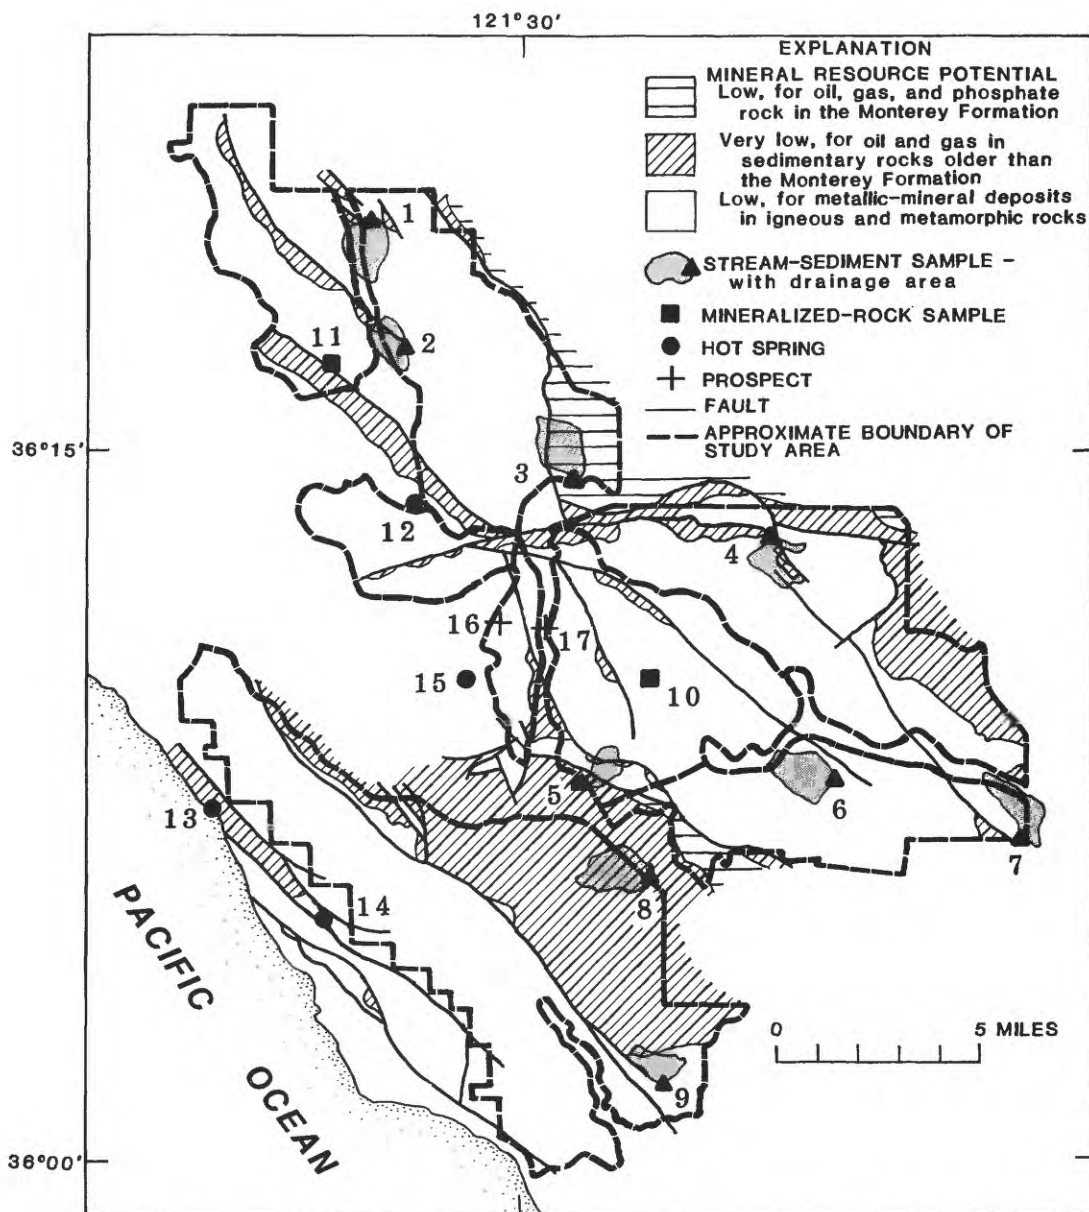 121°30′
EXPLANATION
MINERAL RESOURCE POTENTIAL
Low, for oil, gas, and phosphate
rock in the Monterey Formation
Very low, for oil and gas in
sedimentary rocks older than
the Monterey Formation
Low, for metallic-mineral deposits
in igneous and metamorphic rocks
STREAM-SEDIMENT SAMPLE –
with drainage area
MINERALIZED-ROCK SAMPLE
HOT SPRING
PROSPECT
FAULT
APPROXIMATE BOUNDARY OF
STUDY AREA
1
11
2
36°15′
3
12
4
16
17
15
10
5
6
13
7
8
14
PACIFIC
OCEAN
0 5 MILES
9
36°00′